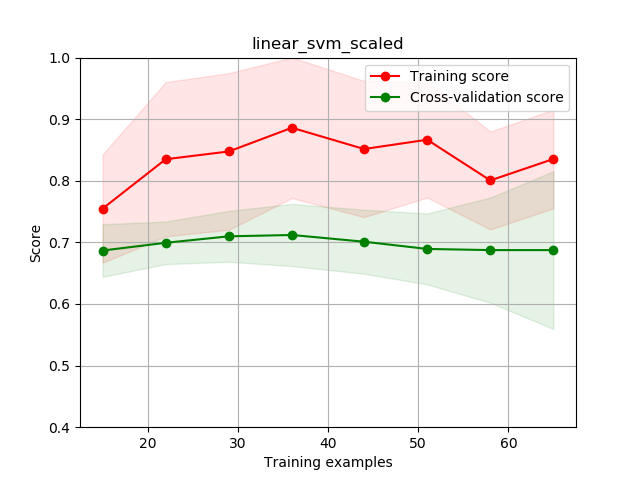 linear_svm_scaled
Training score
Cross-validation score
1.0
0.9
0.8
0.7
0.6
0.5
0.4
Score
20 30 40 50 60
Training examples